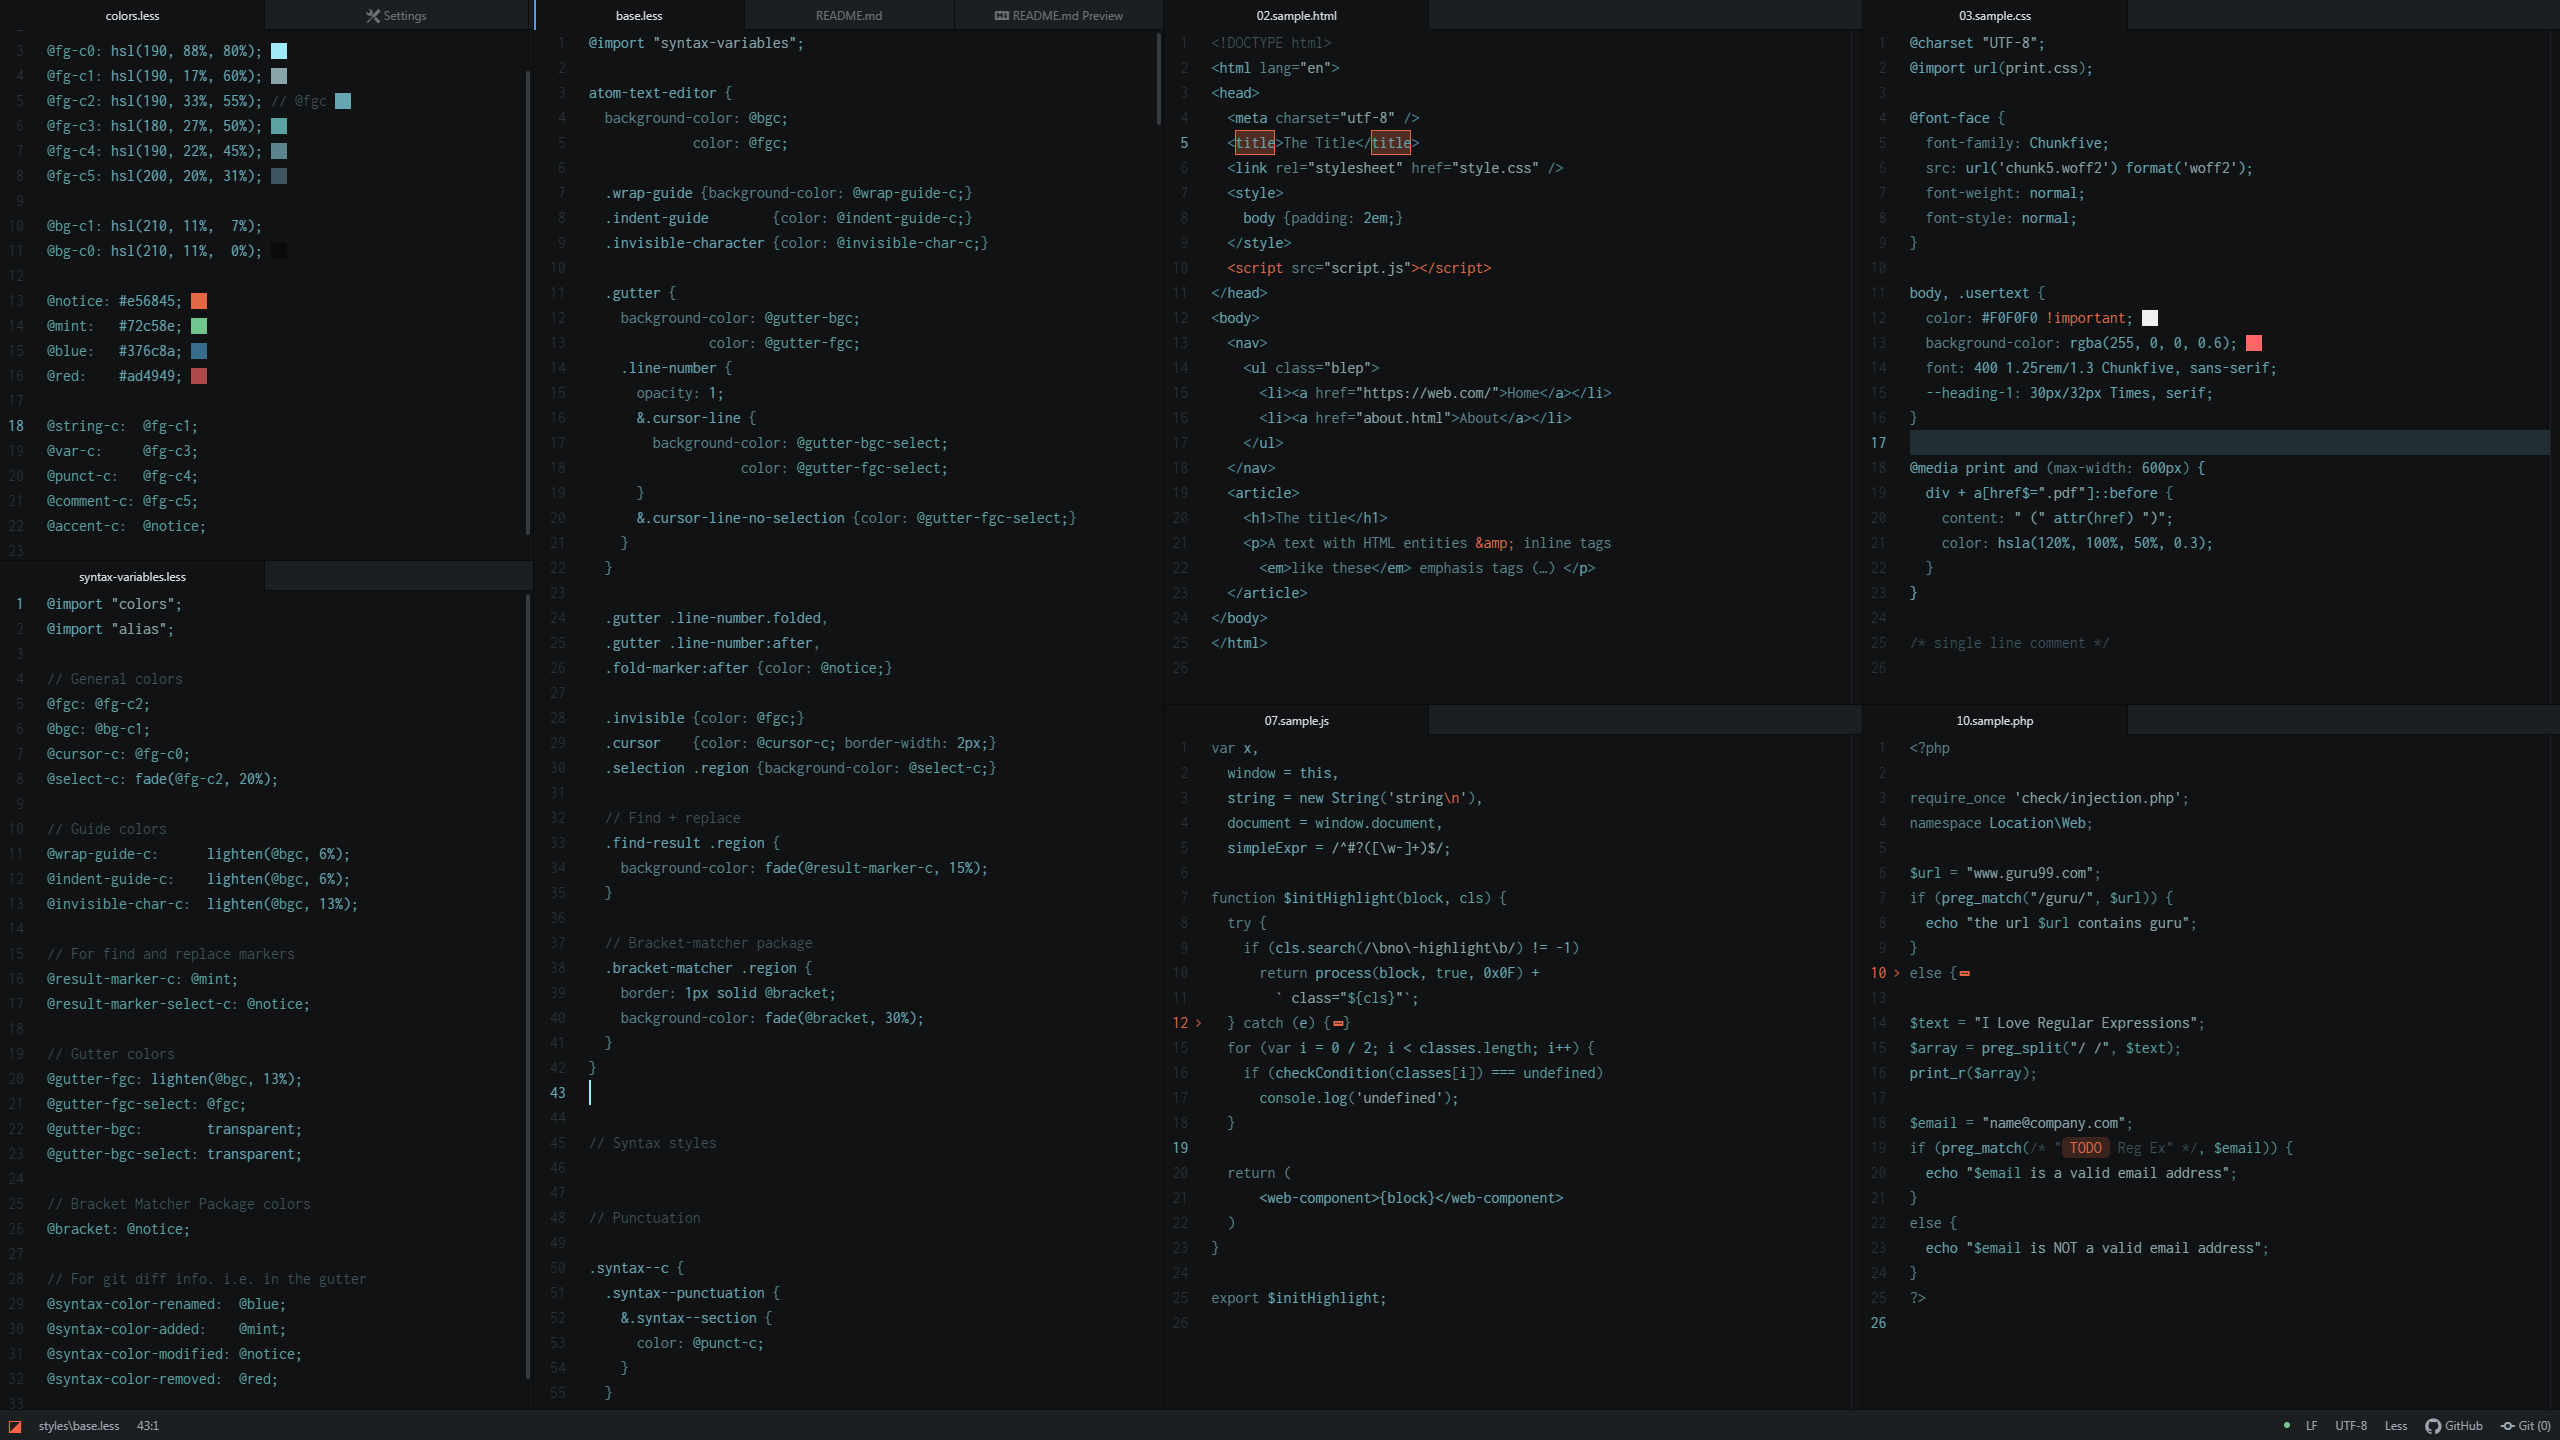 colors.less
Settings
3 @fg-c0: hsl(190, 88%, 80%);
4 @fg-c1: hsl(190, 17%, 60%);
5 @fg-c2: hsl(190, 33%, 55%); // @fgc
6 @fg-c3: hsl(180, 27%, 50%);
7 @fg-c4: hsl(190, 22%, 45%);
8 @fg-c5: hsl(200, 20%, 31%);
9
10 @bg-c1: hsl(210, 11%,  7%);
11 @bg-c0: hsl(210, 11%,  0%);
12
13 @notice: #e56845;
14 @mint:   #72c58e;
15 @blue:   #376c8a;
16 @red:    #ad4949;
17
18 @string-c:  @fg-c1;
19 @var-c:     @fg-c3;
20 @punct-c:   @fg-c4;
21 @comment-c: @fg-c5;
22 @accent-c:  @notice;
23
syntax-variables.less
1 @import "colors";
2 @import "alias";
3
4 // General colors
5 @fgc: @fg-c2;
6 @bgc: @bg-c1;
7 @cursor-c: @fg-c0;
8 @select-c: fade(@fg-c2, 20%);
9
10 // Guide colors
11 @wrap-guide-c:      lighten(@bgc, 6%);
12 @indent-guide-c:    lighten(@bgc, 6%);
13 @invisible-char-c:  lighten(@bgc, 13%);
14
15 // For find and replace markers
16 @result-marker-c: @mint;
17 @result-marker-select-c: @notice;
18
19 // Gutter colors
20 @gutter-fgc: lighten(@bgc, 13%);
21 @gutter-fgc-select: @fgc;
22 @gutter-bgc:        transparent;
23 @gutter-bgc-select: transparent;
24
25 // Bracket Matcher Package colors
26 @bracket: @notice;
27
28 // For git diff info. i.e. in the gutter
29 @syntax-color-renamed:  @blue;
30 @syntax-color-added:    @mint;
31 @syntax-color-modified: @notice;
32 @syntax-color-removed:  @red;
33
base.less
README.md
README.md Preview
1 @import "syntax-variables";
2
3 atom-text-editor {
4   background-color: @bgc;
5              color: @fgc;
6
7   .wrap-guide {background-color: @wrap-guide-c;}
8   .indent-guide        {color: @indent-guide-c;}
9   .invisible-character {color: @invisible-char-c;}
10
11   .gutter {
12     background-color: @gutter-bgc;
13                color: @gutter-fgc;
14     .line-number {
15       opacity: 1;
16       &.cursor-line {
17         background-color: @gutter-bgc-select;
18                    color: @gutter-fgc-select;
19       }
20       &.cursor-line-no-selection {color: @gutter-fgc-select;}
21     }
22   }
23
24   .gutter .line-number.folded,
25   .gutter .line-number:after,
26   .fold-marker:after {color: @notice;}
27
28   .invisible {color: @fgc;}
29   .cursor    {color: @cursor-c; border-width: 2px;}
30   .selection .region {background-color: @select-c;}
31
32   // Find + replace
33   .find-result .region {
34     background-color: fade(@result-marker-c, 15%);
35   }
36
37   // Bracket-matcher package
38   .bracket-matcher .region {
39     border: 1px solid @bracket;
40     background-color: fade(@bracket, 30%);
41   }
42 }
43
44
45 // Syntax styles
46
47
48 // Punctuation
49
50 .syntax--c {
51   .syntax--punctuation {
52     &.syntax--section {
53       color: @punct-c;
54     }
55   }
02.sample.html
1 <!DOCTYPE html>
2 <html lang="en">
3 <head>
4   <meta charset="utf-8" />
5   <title>The Title</title>
6   <link rel="stylesheet" href="style.css" />
7   <style>
8     body {padding: 2em;}
9   </style>
10   <script src="script.js"></script>
11 </head>
12 <body>
13   <nav>
14     <ul class="blep">
15       <li><a href="https://web.com/">Home</a></li>
16       <li><a href="about.html">About</a></li>
17     </ul>
18   </nav>
19   <article>
20     <h1>The title</h1>
21     <p>A text with HTML entities &amp; inline tags
22       <em>like these</em> emphasis tags (…) </p>
23   </article>
24 </body>
25 </html>
26
07.sample.js
1 var x,
2   window = this,
3   string = new String('string\n'),
4   document = window.document,
5   simpleExpr = /^#?([\w-]+)$/;
6
7 function $initHighlight(block, cls) {
8   try {
9     if (cls.search(/\bno\-highlight\b/) != -1)
10       return process(block, true, 0x0F) +
11         ` class="${cls}"`;
12   } catch (e) {…}
15   for (var i = 0 / 2; i < classes.length; i++) {
16     if (checkCondition(classes[i]) === undefined)
17       console.log('undefined');
18   }
19
20   return (
21       <web-component>{block}</web-component>
22   )
23 }
24
25 export $initHighlight;
26
03.sample.css
1 @charset "UTF-8";
2 @import url(print.css);
3
4 @font-face {
5   font-family: Chunkfive;
6   src: url('chunk5.woff2') format('woff2');
7   font-weight: normal;
8   font-style: normal;
9 }
10
11 body, .usertext {
12   color: #F0F0F0 !important;
13   background-color: rgba(255, 0, 0, 0.6);
14   font: 400 1.25rem/1.3 Chunkfive, sans-serif;
15   --heading-1: 30px/32px Times, serif;
16 }
17
18 @media print and (max-width: 600px) {
19   div + a[href$=".pdf"]::before {
20     content: " (" attr(href) ")";
21     color: hsla(120%, 100%, 50%, 0.3);
22   }
23 }
24
25 /* single line comment */
26
10.sample.php
1 <?php
2
3 require_once 'check/injection.php';
4 namespace Location\Web;
5
6 $url = "www.guru99.com";
7 if (preg_match("/guru/", $url)) {
8   echo "the url $url contains guru";
9 }
10 else {…
13
14 $text = "I Love Regular Expressions";
15 $array = preg_split("/ /", $text);
16 print_r($array);
17
18 $email = "name@company.com";
19 if (preg_match(/* " TODO Reg Ex" */, $email)) {
20   echo "$email is a valid email address";
21 }
22 else {
23   echo "$email is NOT a valid email address";
24 }
25 ?>
26
styles\base.less 43:1
LF UTF-8 Less GitHub Git (0)